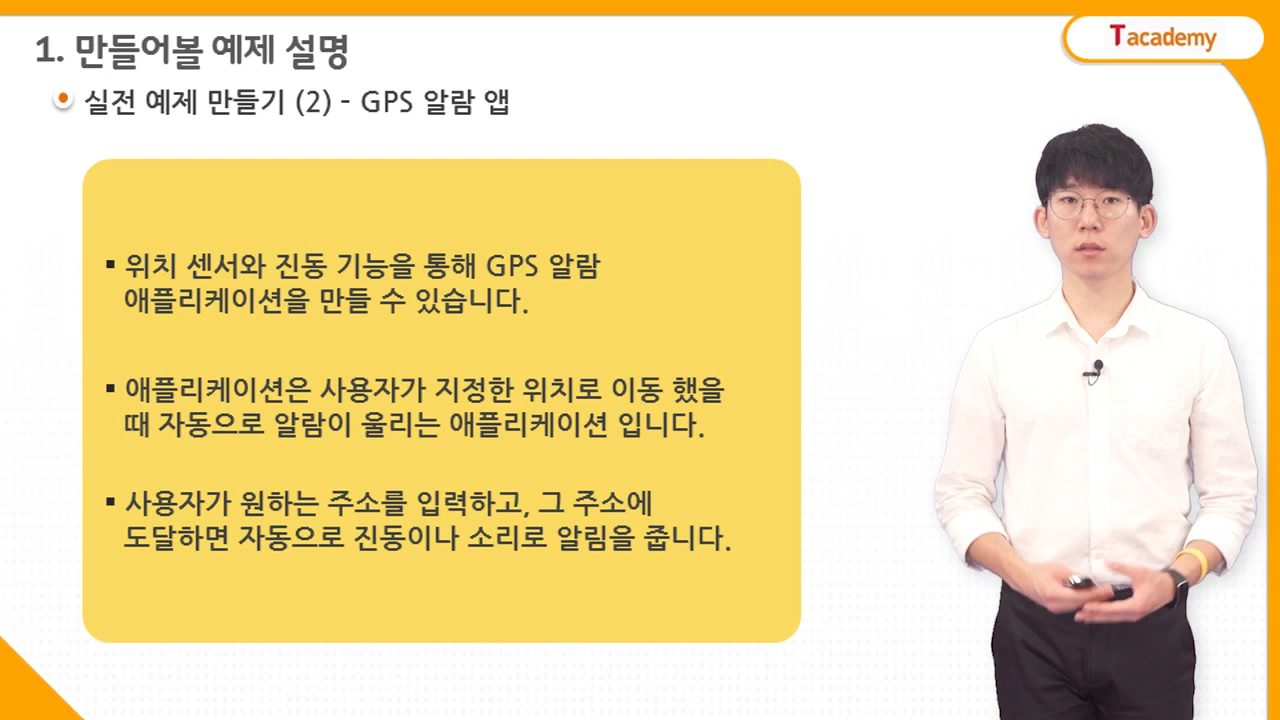 1. 만들어볼 예제 설명
Tacademy
실전 예제 만들기 (2) - GPS 알람 앱
▪ 위치 센서와 진동 기능을 통해 GPS 알람
애플리케이션을 만들 수 있습니다.
▪ 애플리케이션은 사용자가 지정한 위치로 이동 했을
때 자동으로 알람이 울리는 애플리케이션 입니다.
▪ 사용자가 원하는 주소를 입력하고, 그 주소에
도달하면 자동으로 진동이나 소리로 알림을 줍니다.